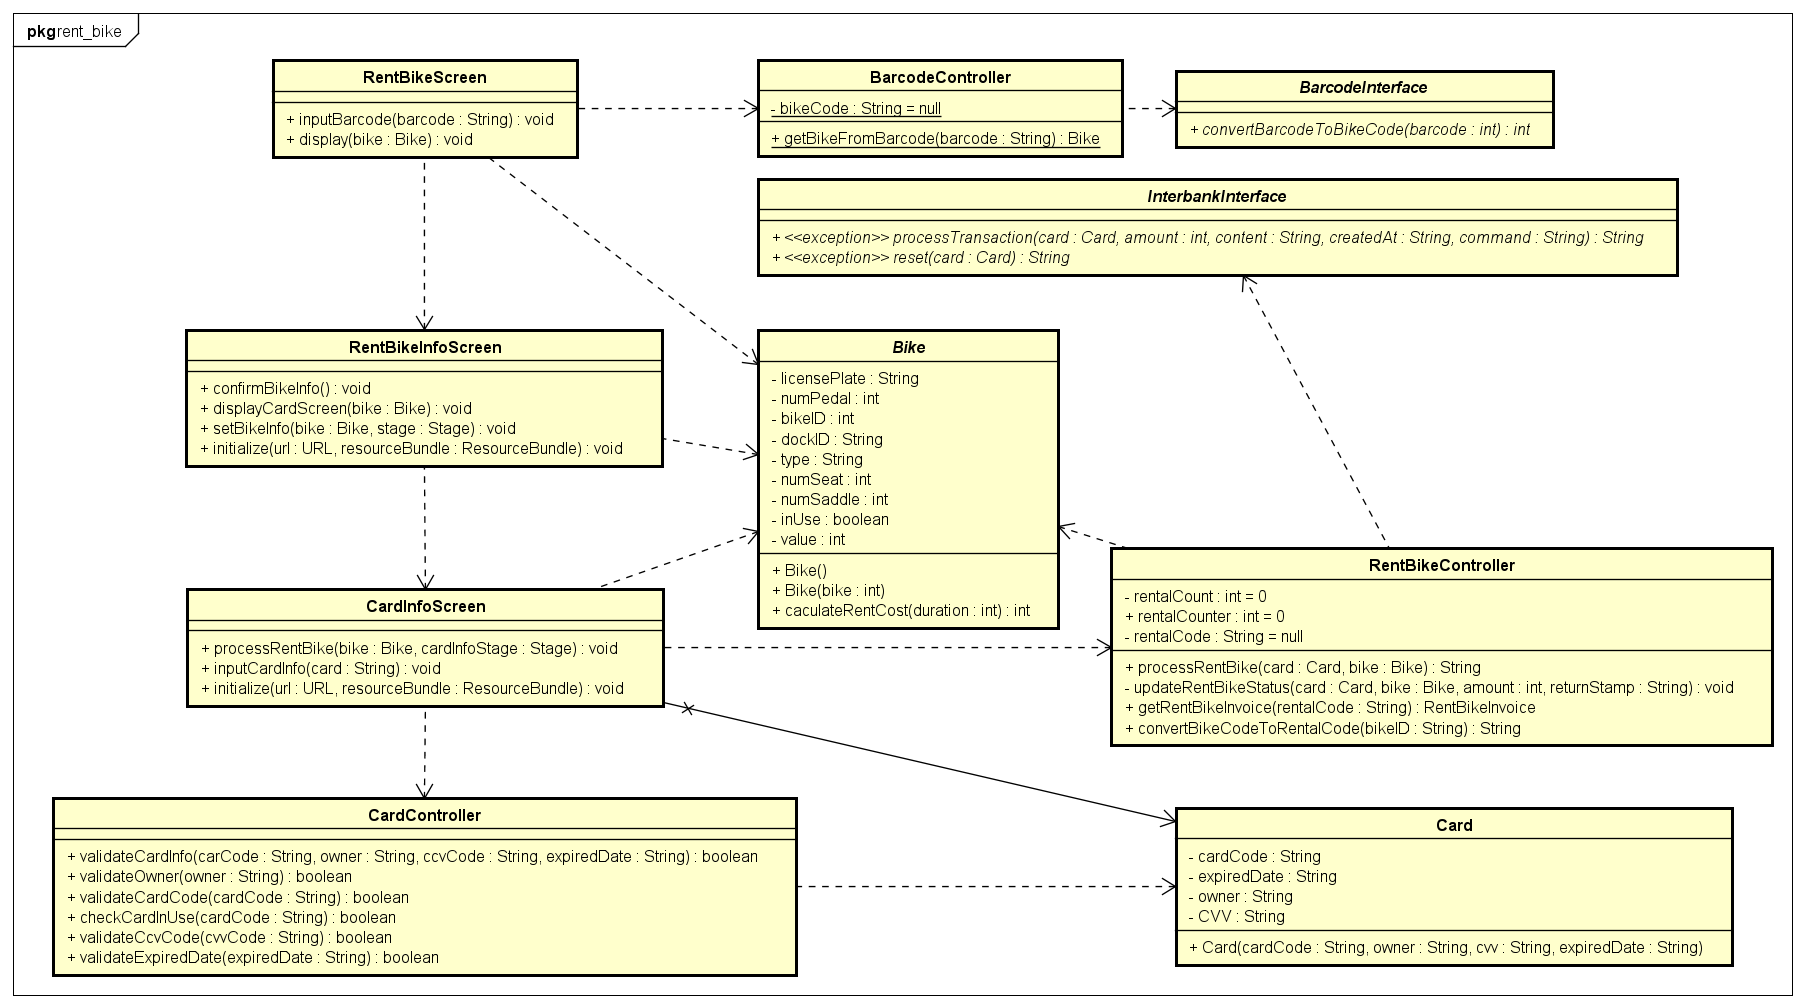 pkgrent_bike
RentBikeScreen
+ inputBarcode(barcode : String) : void
+ display(bike : Bike) : void
BarcodeController
- bikeCode : String = null
+ getBikeFromBarcode(barcode : String) : Bike
BarcodeInterface
+ convertBarcodeToBikeCode(barcode : int) : int
InterbankInterface
+ <<exception>> processTransaction(card : Card, amount : int, content : String, createdAt : String, command : String) : String
+ <<exception>> reset(card : Card) : String
RentBikeInfoScreen
+ confirmBikeInfo() : void
+ displayCardScreen(bike : Bike) : void
+ setBikeInfo(bike : Bike, stage : Stage) : void
+ initialize(url : URL, resourceBundle : ResourceBundle) : void
Bike
- licensePlate : String
- numPedal : int
- bikeID : int
- dockID : String
- type : String
- numSeat : int
- numSaddle : int
- inUse : boolean
- value : int
+ Bike()
+ Bike(bike : int)
+ caculateRentCost(duration : int) : int
RentBikeController
- rentalCount : int = 0
+ rentalCounter : int = 0
- rentalCode : String = null
+ processRentBike(card : Card, bike : Bike) : String
- updateRentBikeStatus(card : Card, bike : Bike, amount : int, returnStamp : String) : void
+ getRentBikeInvoice(rentalCode : String) : RentBikeInvoice
+ convertBikeCodeToRentalCode(bikeID : String) : String
CardInfoScreen
+ processRentBike(bike : Bike, cardInfoStage : Stage) : void
+ inputCardInfo(card : String) : void
+ initialize(url : URL, resourceBundle : ResourceBundle) : void
CardController
+ validateCardInfo(carCode : String, owner : String, ccvCode : String, expiredDate : String) : boolean
+ validateOwner(owner : String) : boolean
+ validateCardCode(cardCode : String) : boolean
+ checkCardInUse(cardCode : String) : boolean
+ validateCcvCode(cvvCode : String) : boolean
+ validateExpiredDate(expiredDate : String) : boolean
Card
- cardCode : String
- expiredDate : String
- owner : String
- CVV : String
+ Card(cardCode : String, owner : String, cvv : String, expiredDate : String)